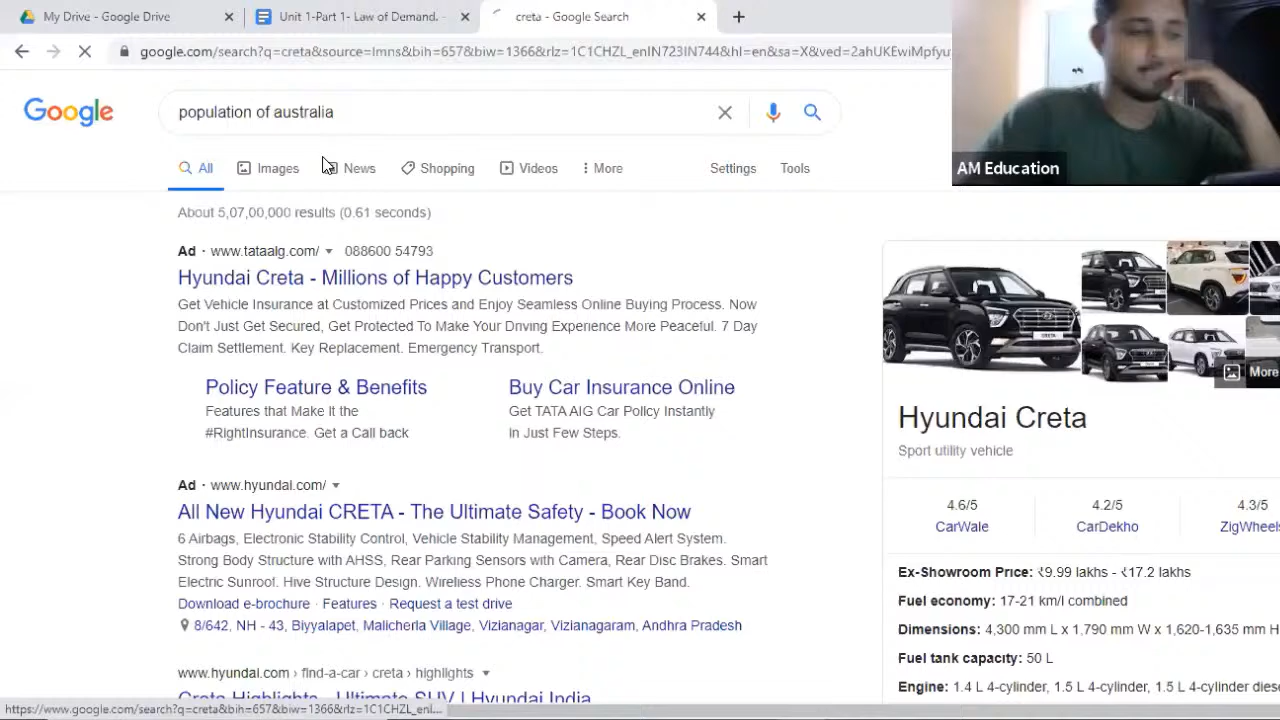 My Drive - Google Drive
Unit 1-Part 1- Law of Demand.
creta - Google Search
google.com/search?q=creta&source=lmns&bih=657&biw=1366&rlz=1C1CHZL_enIN723IN744&hl=en&sa=X&ved=2ahUKEwiMpfyu
Google
population of australia
All
Images
News
Shopping
Videos
More
Settings
Tools
AM Education
About 5,07,00,000 results (0.61 seconds)
Ad · www.tataaig.com/ 088600 54793
Hyundai Creta - Millions of Happy Customers
Get Vehicle Insurance at Customized Prices and Enjoy Seamless Online Buying Process. Now
Don't Just Get Secured, Get Protected To Make Your Driving Experience More Peaceful. 7 Day
Claim Settlement. Key Replacement. Emergency Transport.
Policy Feature & Benefits
Features that Make it the
#RightInsurance. Get a Call back
Buy Car Insurance Online
Get TATA AIG Car Policy Instantly
in Just Few Steps.
Ad · www.hyundai.com/
All New Hyundai CRETA - The Ultimate Safety - Book Now
6 Airbags, Electronic Stability Control, Vehicle Stability Management, Speed Alert System.
Strong Body Structure with AHSS, Rear Parking Sensors with Camera, Rear Disc Brakes. Smart
Electric Sunroof. Hive Structure Design. Wireless Phone Charger. Smart Key Band.
Download e-brochure · Features · Request a test drive
8/642, NH - 43, Biyyalapet, Malicherla Village, Vizianagar, Vizianagaram, Andhra Pradesh
www.hyundai.com › find-a-car › creta › highlights
Creta Highlights - Ultimate SUV | Hyundai India
https://www.google.com/search?q=creta&bih=657&biw=1366&rlz=1C1CHZL_enI...
CRETA
More
Hyundai Creta
Sport utility vehicle
4.6/5
CarWale
4.2/5
CarDekho
4.3/5
ZigWheels
Ex-Showroom Price: ₹9.99 lakhs - ₹17.2 lakhs
Fuel economy: 17-21 km/l combined
Dimensions: 4,300 mm L x 1,790 mm W x 1,620-1,635 mm H
Fuel tank capacity: 50 L
Engine: 1.4 L 4-cylinder, 1.5 L 4-cylinder, 1.5 L 4-cylinder diese